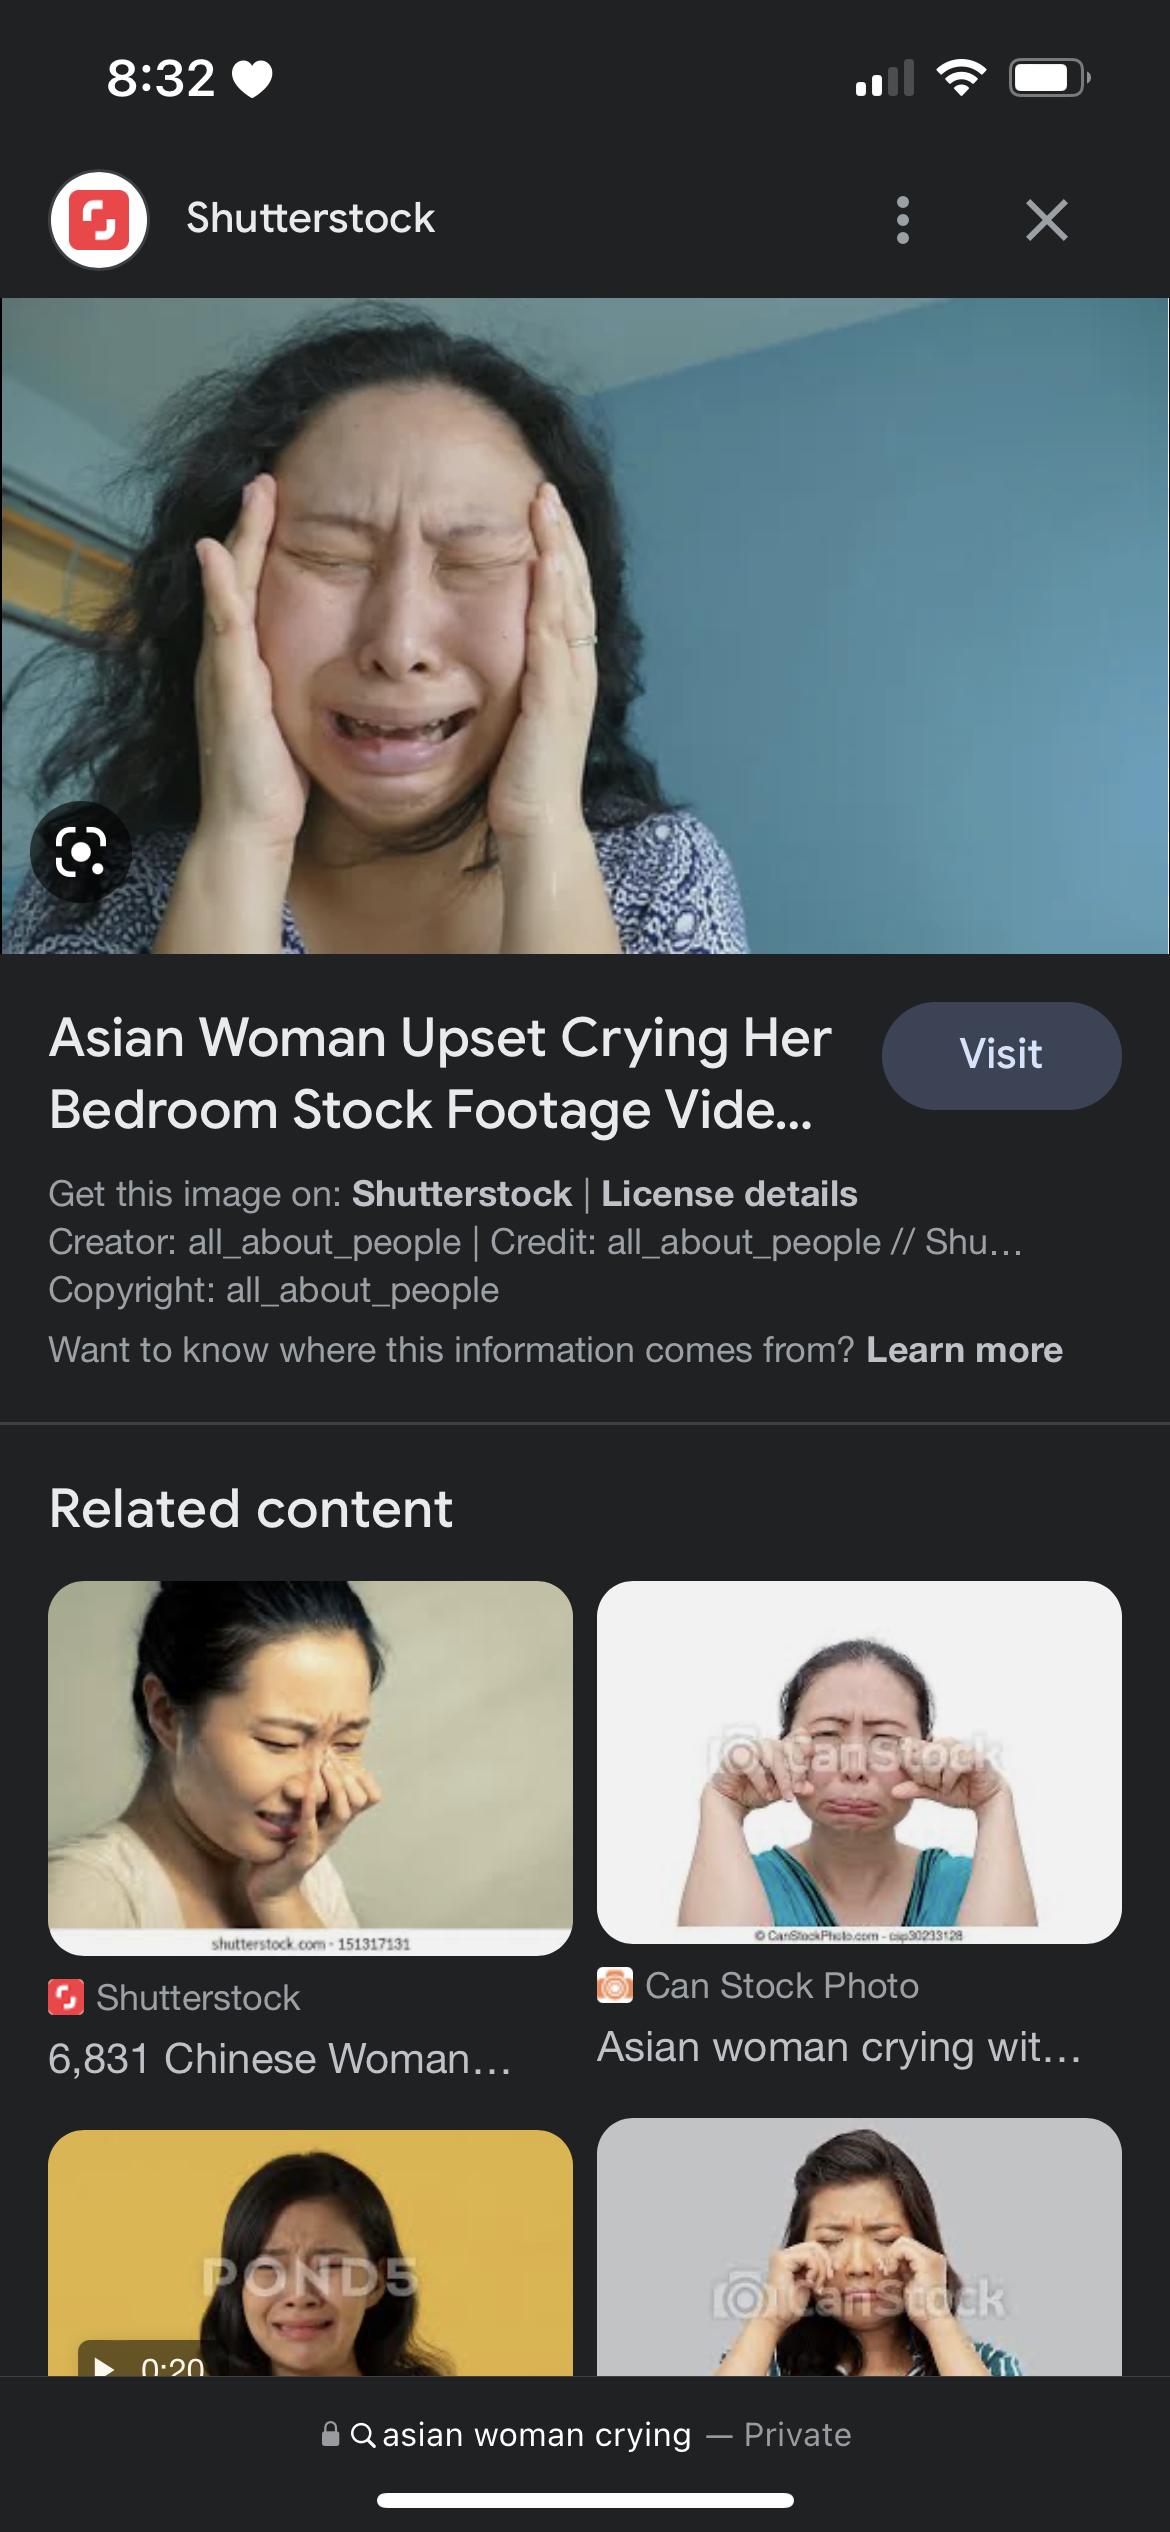 8:32
Shutterstock
Asian Woman Upset Crying Her
Bedroom Stock Footage Vide...
Visit
Get this image on: Shutterstock | License details
Creator: all_about_people | Credit: all_about_people // Shu...
Copyright: all_about_people
Want to know where this information comes from? Learn more
Related content
CanStock
shutterstock.com · 151317131
© CanStockPhoto.com - csp30233128
Shutterstock
Can Stock Photo
6,831 Chinese Woman...
Asian woman crying wit...
POND5
CanStock
0:20
asian woman crying — Private